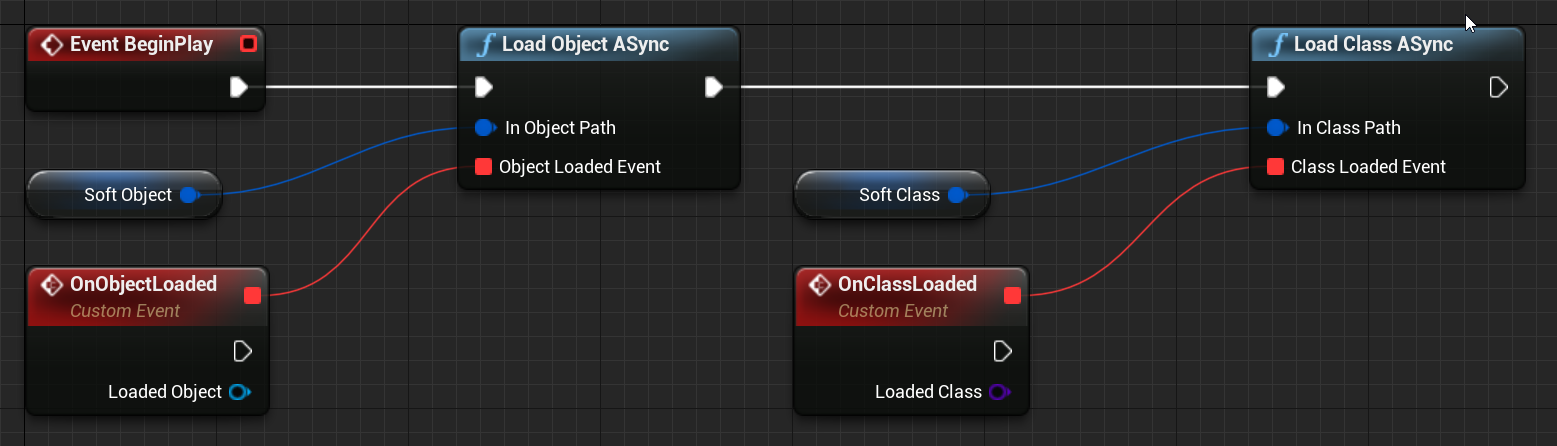 Event BeginPlay
Load Object ASync
Load Class ASync
In Object Path
In Class Path
Object Loaded Event
Class Loaded Event
Soft Object
Soft Class
OnObjectLoaded
Custom Event
OnClassLoaded
Custom Event
Loaded Object
Loaded Class